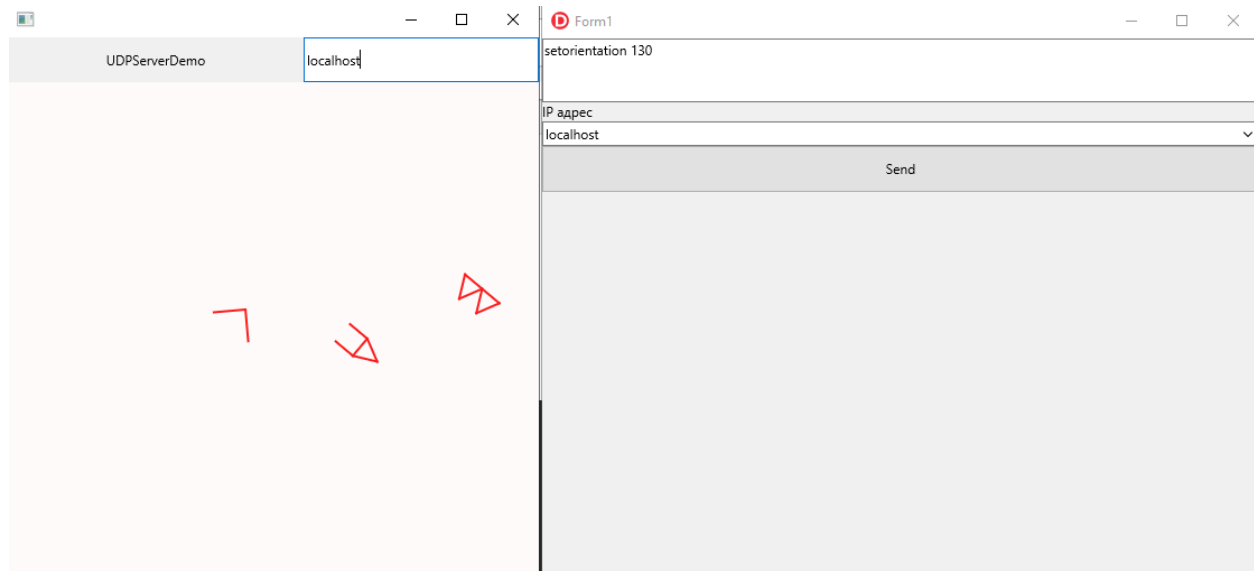 UDPServerDemo
localhost
Form1
setorientation 130
IP адрес
localhost
Send